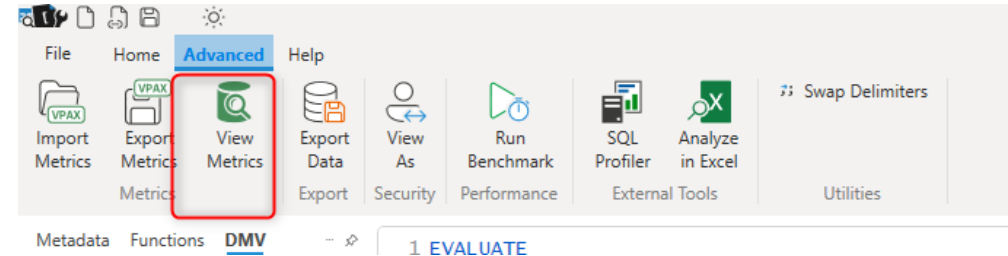 File Home Advanced Help
VPAX VPAX
Import Metrics
Export Metrics
View Metrics
Export Data
View As
Run Benchmark
SQL Profiler
Analyze in Excel
Swap Delimiters
Metrics Export Security Performance External Tools Utilities
Metadata Functions DMV
1 EVALUATE